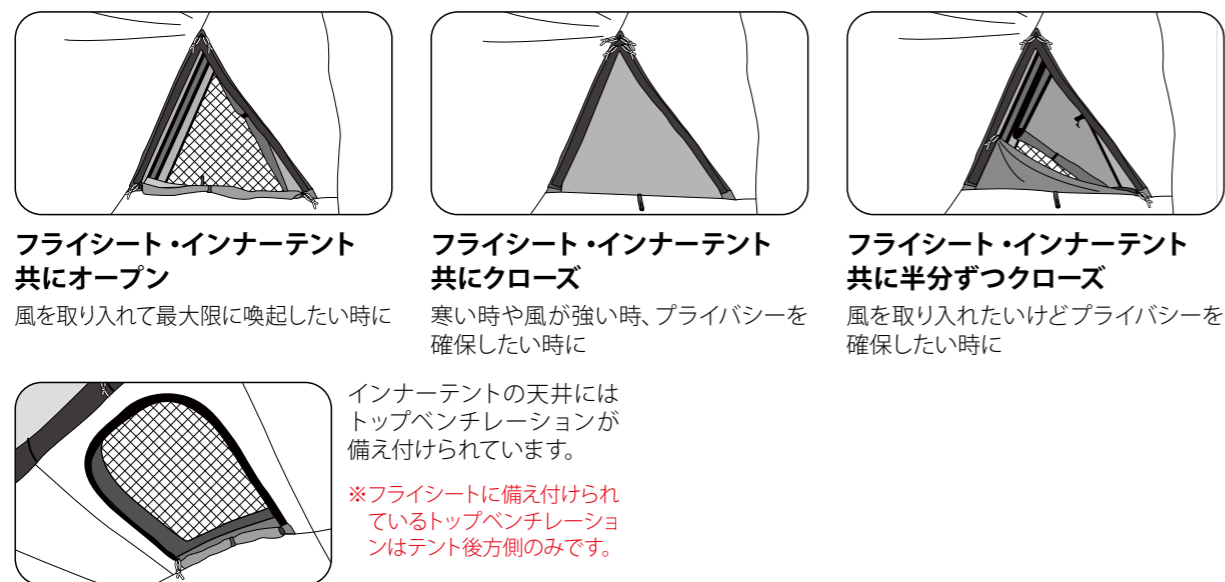 フライシート・インナーテント
共にオープン
風を取り入れて最大限に喚起したい時に
フライシート・インナーテント
共にクローズ
寒い時や風が強い時、プライバシーを
確保したい時に
フライシート・インナーテント
共に半分ずつクローズ
風を取り入れたいけどプライバシーを
確保したい時に
インナーテントの天井には
トップベンチレーションが
備え付けられています。
※フライシートに備え付けられ
ているトップベンチレーショ
ンはテント後方側のみです。